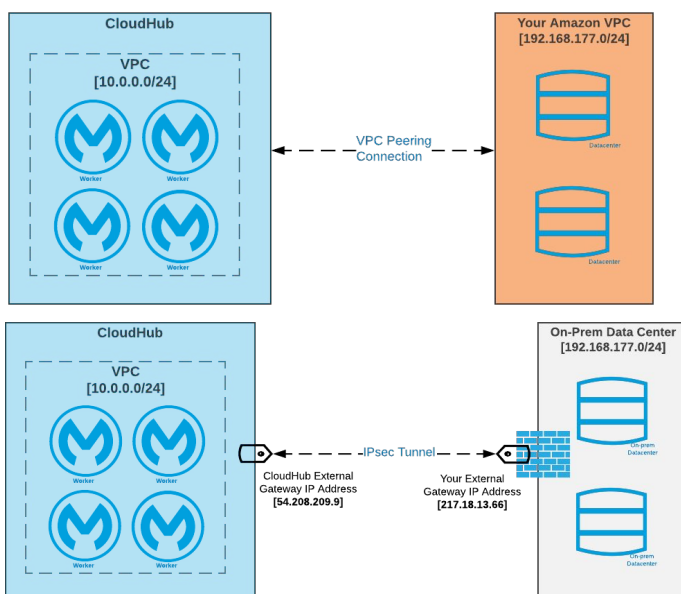 CloudHub
VPC
[10.0.0.0/24]
Worker
Worker
Worker
Worker
VPC Peering
Connection
Your Amazon VPC
[192.168.177.0/24]
Datacenter
Datacenter
CloudHub
VPC
[10.0.0.0/24]
Worker
Worker
Worker
Worker
IPsec Tunnel
CloudHub External
Gateway IP Address
[54.208.209.9]
Your External
Gateway IP Address
[217.18.13.66]
On-Prem Data Center
[192.168.177.0/24]
On-prem
Datacenter
On-prem
Datacenter